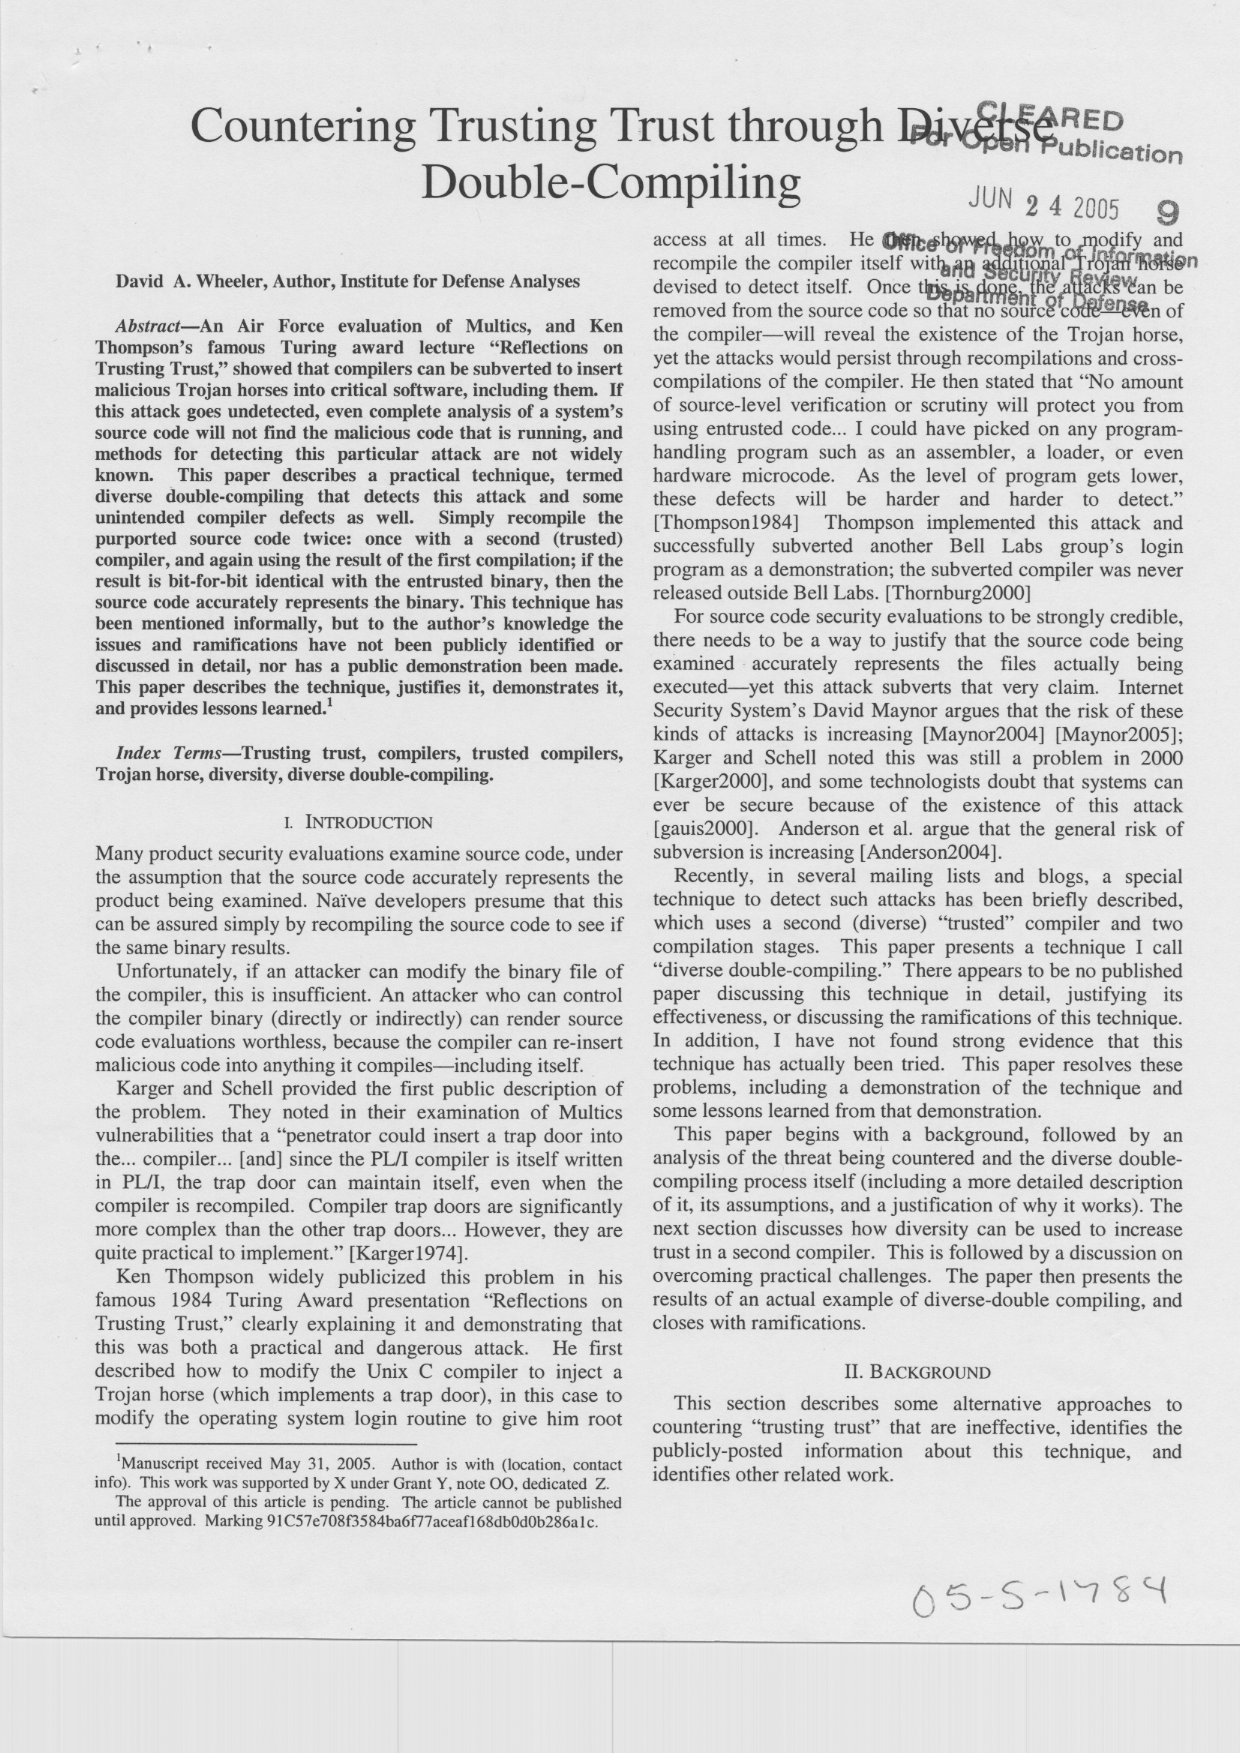 Countering Trusting Trust through Diverse
Double-Compiling
CLEARED
For Open Publication
JUN 24 2005 9
Office of Freedom of Information
and Security Review
Department of Defense
David A. Wheeler, Author, Institute for Defense Analyses
Abstract—An Air Force evaluation of Multics, and Ken
Thompson's famous Turing award lecture “Reflections on
Trusting Trust,” showed that compilers can be subverted to insert
malicious Trojan horses into critical software, including them. If
this attack goes undetected, even complete analysis of a system's
source code will not find the malicious code that is running, and
methods for detecting this particular attack are not widely
known. This paper describes a practical technique, termed
diverse double-compiling that detects this attack and some
unintended compiler defects as well. Simply recompile the
purported source code twice: once with a second (trusted)
compiler, and again using the result of the first compilation; if the
result is bit-for-bit identical with the entrusted binary, then the
source code accurately represents the binary. This technique has
been mentioned informally, but to the author's knowledge the
issues and ramifications have not been publicly identified or
discussed in detail, nor has a public demonstration been made.
This paper describes the technique, justifies it, demonstrates it,
and provides lessons learned.1
Index Terms—Trusting trust, compilers, trusted compilers,
Trojan horse, diversity, diverse double-compiling.
I. INTRODUCTION
Many product security evaluations examine source code, under
the assumption that the source code accurately represents the
product being examined. Naïve developers presume that this
can be assured simply by recompiling the source code to see if
the same binary results.
Unfortunately, if an attacker can modify the binary file of
the compiler, this is insufficient. An attacker who can control
the compiler binary (directly or indirectly) can render source
code evaluations worthless, because the compiler can re-insert
malicious code into anything it compiles—including itself.
Karger and Schell provided the first public description of
the problem. They noted in their examination of Multics
vulnerabilities that a “penetrator could insert a trap door into
the... compiler... [and] since the PL/I compiler is itself written
in PL/I, the trap door can maintain itself, even when the
compiler is recompiled. Compiler trap doors are significantly
more complex than the other trap doors... However, they are
quite practical to implement.” [Karger1974].
Ken Thompson widely publicized this problem in his
famous 1984 Turing Award presentation “Reflections on
Trusting Trust,” clearly explaining it and demonstrating that
this was both a practical and dangerous attack. He first
described how to modify the Unix C compiler to inject a
Trojan horse (which implements a trap door), in this case to
modify the operating system login routine to give him root
1Manuscript received May 31, 2005. Author is with (location, contact
info). This work was supported by X under Grant Y, note OO, dedicated Z.
The approval of this article is pending. The article cannot be published
until approved. Marking 91C57e708f3584ba6f77aceaf168db0d0b286a1c.
access at all times. He then showed how to modify and
recompile the compiler itself with an additional Trojan horse
devised to detect itself. Once this is done, the attacks can be
removed from the source code so that no source code—even of
the compiler—will reveal the existence of the Trojan horse,
yet the attacks would persist through recompilations and cross-
compilations of the compiler. He then stated that “No amount
of source-level verification or scrutiny will protect you from
using entrusted code... I could have picked on any program-
handling program such as an assembler, a loader, or even
hardware microcode. As the level of program gets lower,
these defects will be harder and harder to detect.”
[Thompson1984] Thompson implemented this attack and
successfully subverted another Bell Labs group's login
program as a demonstration; the subverted compiler was never
released outside Bell Labs. [Thornburg2000]
For source code security evaluations to be strongly credible,
there needs to be a way to justify that the source code being
examined accurately represents the files actually being
executed—yet this attack subverts that very claim. Internet
Security System's David Maynor argues that the risk of these
kinds of attacks is increasing [Maynor2004] [Maynor2005];
Karger and Schell noted this was still a problem in 2000
[Karger2000], and some technologists doubt that systems can
ever be secure because of the existence of this attack
[gauis2000]. Anderson et al. argue that the general risk of
subversion is increasing [Anderson2004].
Recently, in several mailing lists and blogs, a special
technique to detect such attacks has been briefly described,
which uses a second (diverse) “trusted” compiler and two
compilation stages. This paper presents a technique I call
“diverse double-compiling.” There appears to be no published
paper discussing this technique in detail, justifying its
effectiveness, or discussing the ramifications of this technique.
In addition, I have not found strong evidence that this
technique has actually been tried. This paper resolves these
problems, including a demonstration of the technique and
some lessons learned from that demonstration.
This paper begins with a background, followed by an
analysis of the threat being countered and the diverse double-
compiling process itself (including a more detailed description
of it, its assumptions, and a justification of why it works). The
next section discusses how diversity can be used to increase
trust in a second compiler. This is followed by a discussion on
overcoming practical challenges. The paper then presents the
results of an actual example of diverse-double compiling, and
closes with ramifications.
II. BACKGROUND
This section describes some alternative approaches to
countering “trusting trust” that are ineffective, identifies the
publicly-posted information about this technique, and
identifies other related work.
05-S-1784